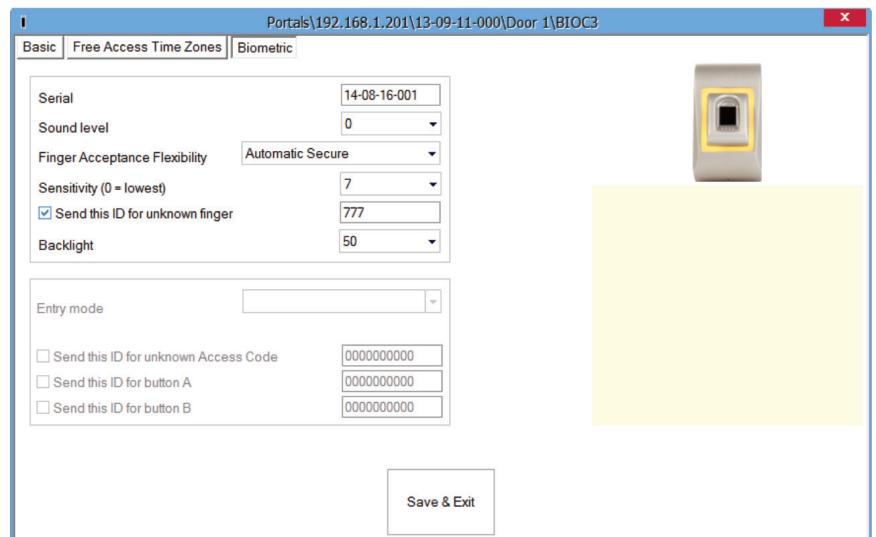 Portals\192.168.1.201\13-09-11-000\Door 1\BIOC3 x
Basic Free Access Time Zones Biometric
Serial 14-08-16-001
Sound level 0
Finger Acceptance Flexibility Automatic Secure
Sensitivity (0 = lowest) 7
Send this ID for unknown finger 777
Backlight 50
Entry mode
Send this ID for unknown Access Code 0000000000
Send this ID for button A 0000000000
Send this ID for button B 0000000000
Save & Exit